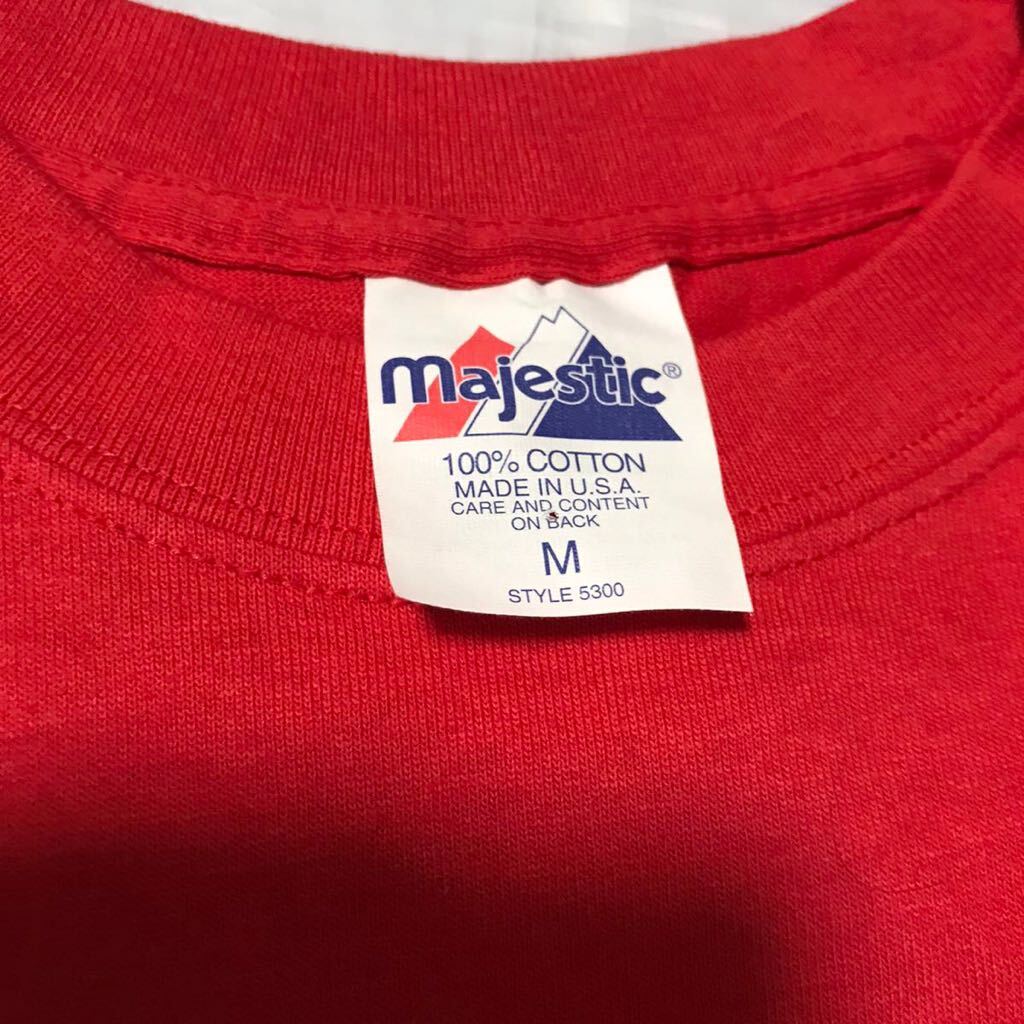 Majestic®
100% COTTON
MADE IN U.S.A.
CARE AND CONTENT
ON BACK
M
STYLE 5300